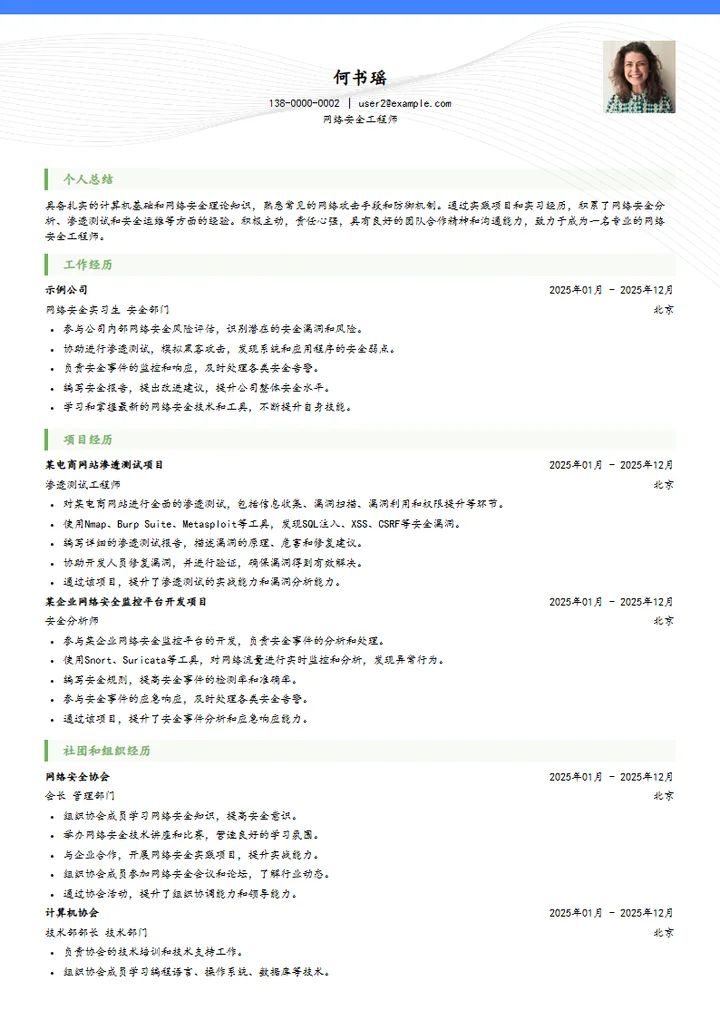 何书瑶
138-0000-0002 | user2@example.com
网络安全工程师
个人总结
具备扎实的计算机基础和网络安全理论知识，熟悉常见的网络攻击手段和防御机制。通过实践项目和实习经历，积累了网络安全分
析、渗透测试和安全运维等方面的经验。积极主动，责任心强，具有良好的团队合作精神和沟通能力，致力于成为一名专业的网络
安全工程师。
工作经历
示例公司 2025年01月 - 2025年12月
网络安全实习生 安全部门 北京
• 参与公司内部网络安全风险评估，识别潜在的安全漏洞和风险。
• 协助进行渗透测试，模拟黑客攻击，发现系统和应用程序的安全弱点。
• 负责安全事件的监控和响应，及时处理各类安全告警。
• 编写安全报告，提出改进建议，提升公司整体安全水平。
• 学习和掌握最新的网络安全技术和工具，不断提升自身技能。
项目经历
某电商网站渗透测试项目 2025年01月 - 2025年12月
渗透测试工程师 北京
• 对某电商网站进行全面的渗透测试，包括信息收集、漏洞扫描、漏洞利用和权限提升等环节。
• 使用Nmap、Burp Suite、Metasploit等工具，发现SQL注入、XSS、CSRF等安全漏洞。
• 编写详细的渗透测试报告，描述漏洞的原理、危害和修复建议。
• 协助开发人员修复漏洞，并进行验证，确保漏洞得到有效解决。
• 通过该项目，提升了渗透测试的实战能力和漏洞分析能力。
某企业网络安全监控平台开发项目 2025年01月 - 2025年12月
安全分析师 北京
• 参与某企业网络安全监控平台的开发，负责安全事件的分析和处理。
• 使用Snort、Suricata等工具，对网络流量进行实时监控和分析，发现异常行为。
• 编写安全规则，提高安全事件的检测率和准确率。
• 参与安全事件的应急响应，及时处理各类安全告警。
• 通过该项目，提升了安全事件分析和应急响应能力。
社团和组织经历
网络安全协会 2025年01月 - 2025年12月
会长 管理部门 北京
• 组织协会成员学习网络安全知识，提高安全意识。
• 举办网络安全技术讲座和比赛，营造良好的学习氛围。
• 与企业合作，开展网络安全实践项目，提升实战能力。
• 组织协会成员参加网络安全会议和论坛，了解行业动态。
• 通过协会活动，提升了组织协调能力和领导能力。
计算机协会 2025年01月 - 2025年12月
技术部部长 技术部门 北京
• 负责协会的技术培训和技术支持工作。
• 组织协会成员学习编程语言、操作系统、数据库等技术。